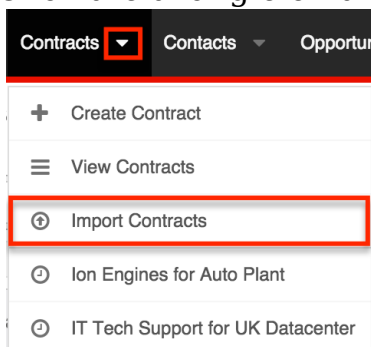 Contracts Contacts Opportun
Create Contract
View Contracts
Import Contracts
Ion Engines for Auto Plant
IT Tech Support for UK Datacenter